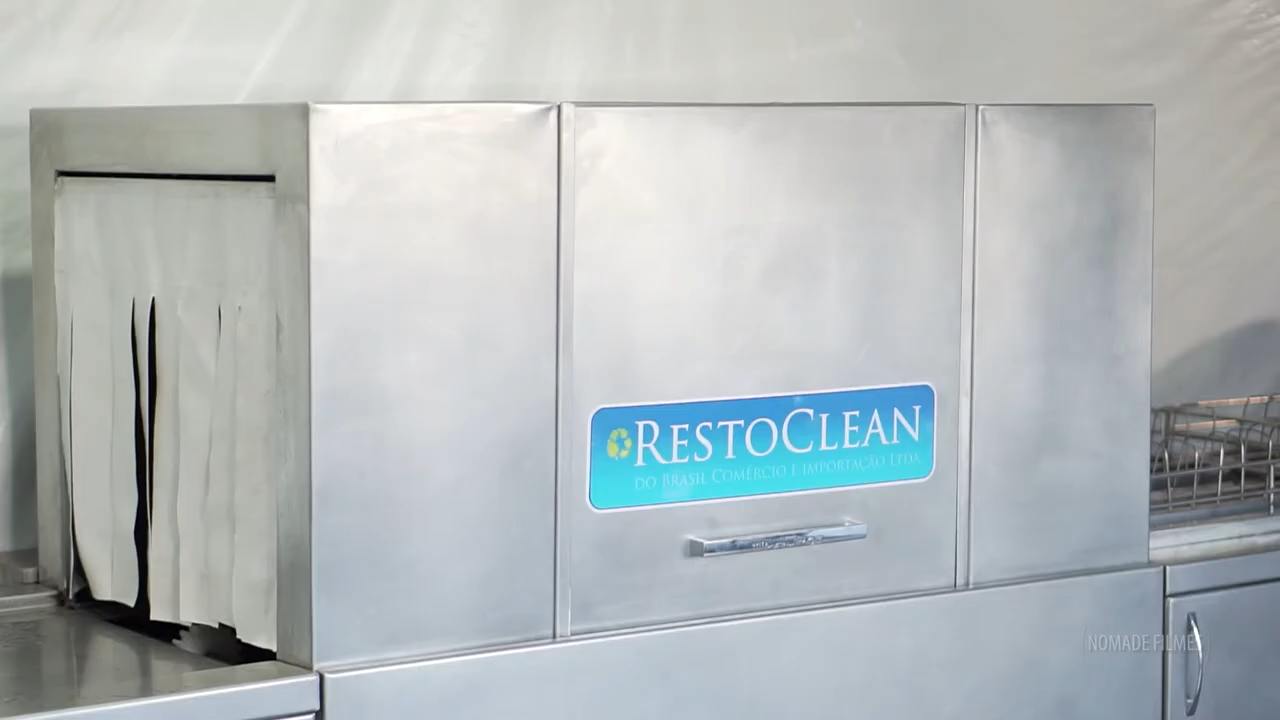 RESTOCLEAN
DO BRASIL COMÉRCIO E IMPORTAÇÃO LTDA.
NOMADE FILMES